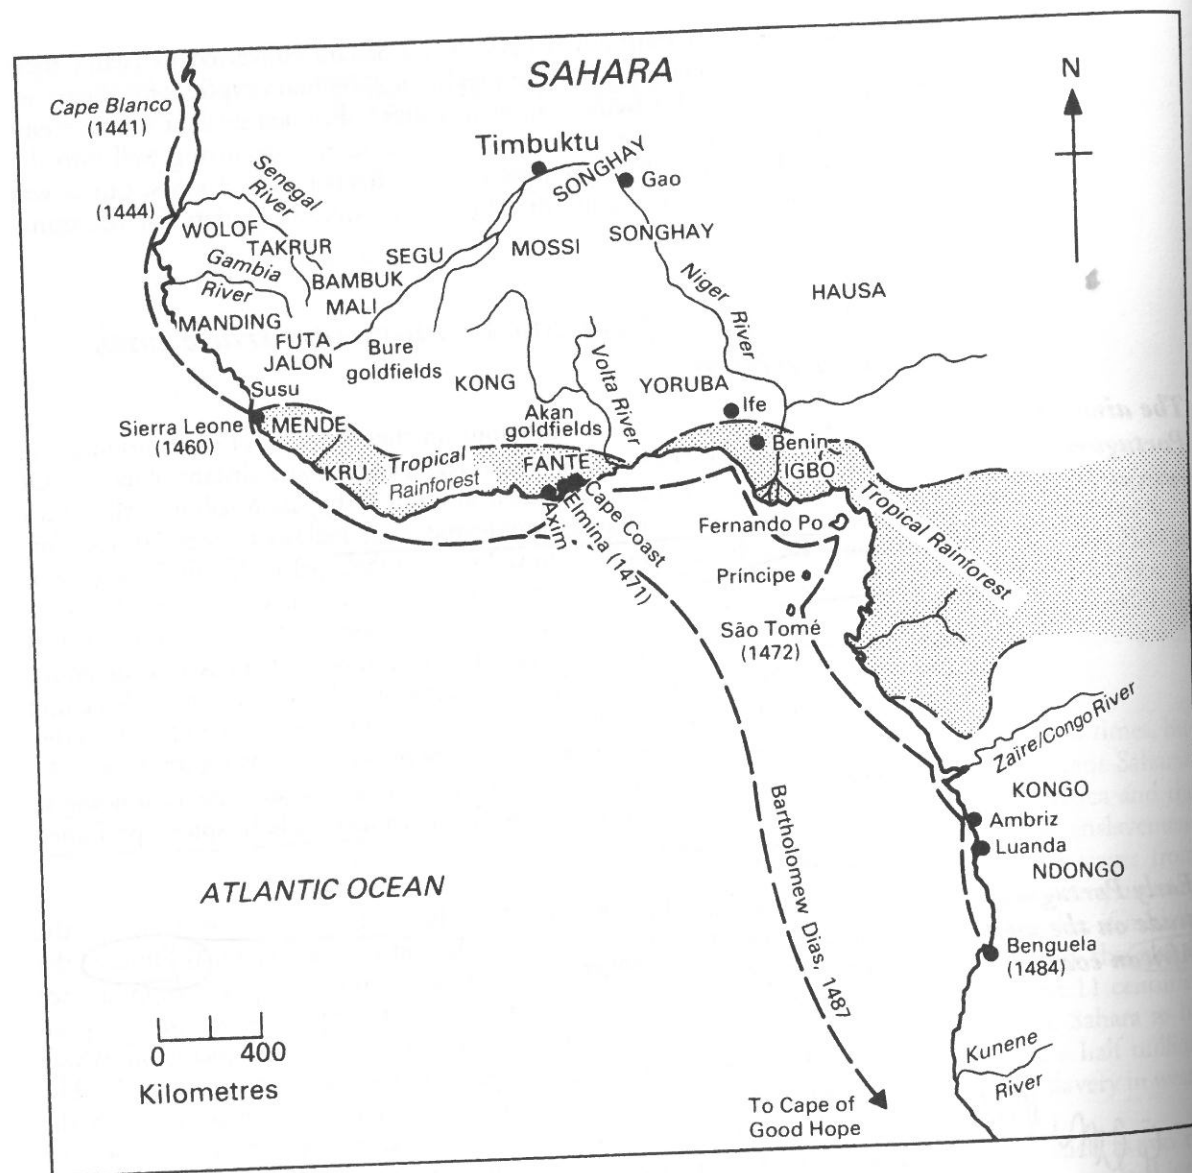 SAHARA
N
Cape Blanco
(1441)
Timbuktu
SONGHAY
Gao
Senegal
River
(1444)
WOLOF
TAKRUR
SEGU
MOSSI
SONGHAY
Gambia
River
BAMBUK
MALI
Niger
River
HAUSA
MANDING
FUTA
JALON
Bure
goldfields
KONG
Volta River
YORUBA
Ife
Susu
Sierra Leone
(1460)
MENDE
Akan
goldfields
Benin
KRU
Tropical
Rainforest
FANTE
IGBO
Axim
Elmina (1471)
Cape Coast
Fernando Po
Tropical Rainforest
Príncipe
São Tomé
(1472)
Zaïre/Congo River
KONGO
Ambriz
Luanda
NDONGO
Bartholomew Dias, 1487
ATLANTIC OCEAN
Benguela
(1484)
0 400
Kilometres
Kunene
River
To Cape of
Good Hope